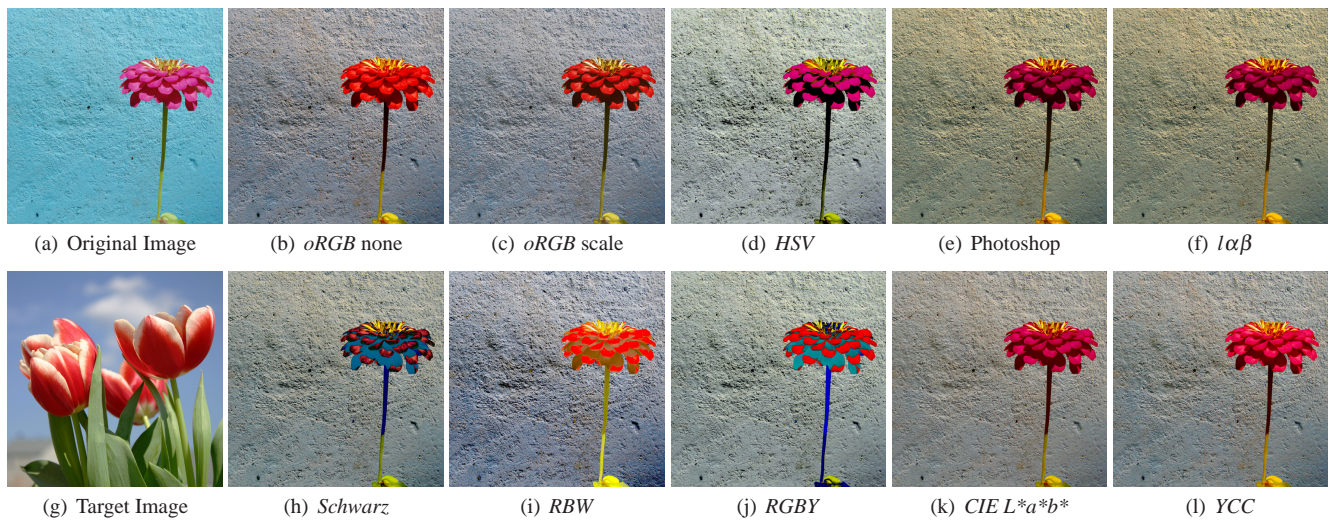 (a) Original Image
(b) oRGB none
(c) oRGB scale
(d) HSV
(e) Photoshop
(f) lαβ
(g) Target Image
(h) Schwarz
(i) RBW
(j) RGBY
(k) CIE L*a*b*
(l) YCC